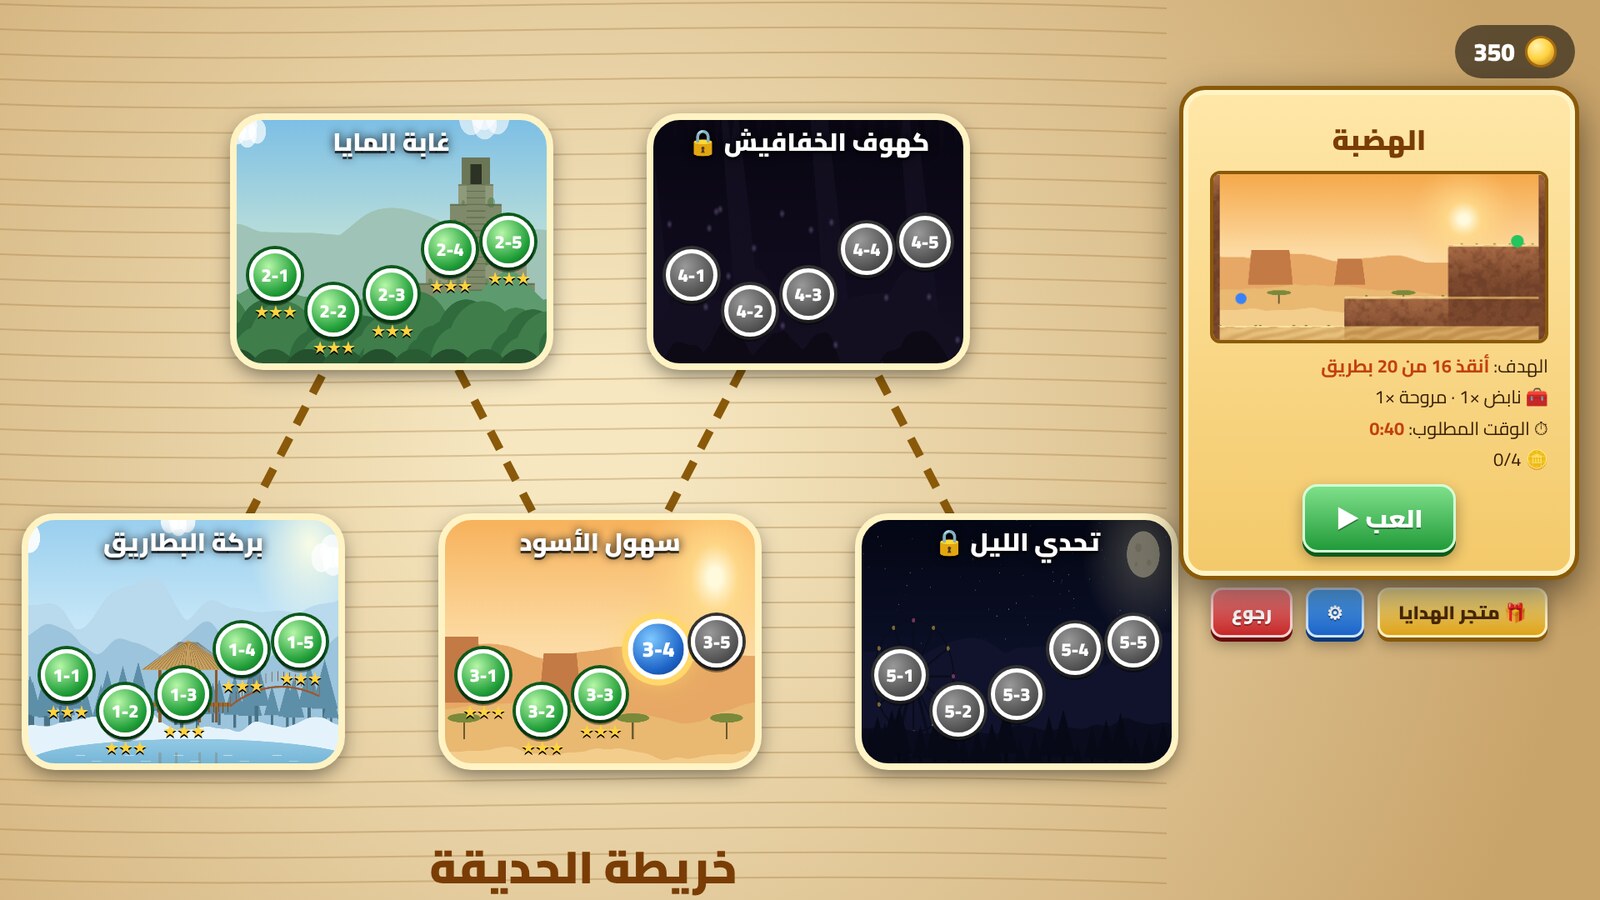 350
غابة المايا
2-1
2-2
2-3
2-4
2-5
كهوف الخفافيش
4-1
4-2
4-3
4-4
4-5
بركة البطاريق
1-1
1-2
1-3
1-4
1-5
سهول الأسود
3-1
3-2
3-3
3-4
3-5
تحدي الليل
5-1
5-2
5-3
5-4
5-5
خريطة الحديقة
الهضبة
الهدف: أنقذ 16 من 20 بطريق
نابض ×1 · مروحة ×1
الوقت المطلوب: 0:40
0/4
العب
متجر الهدايا
رجوع